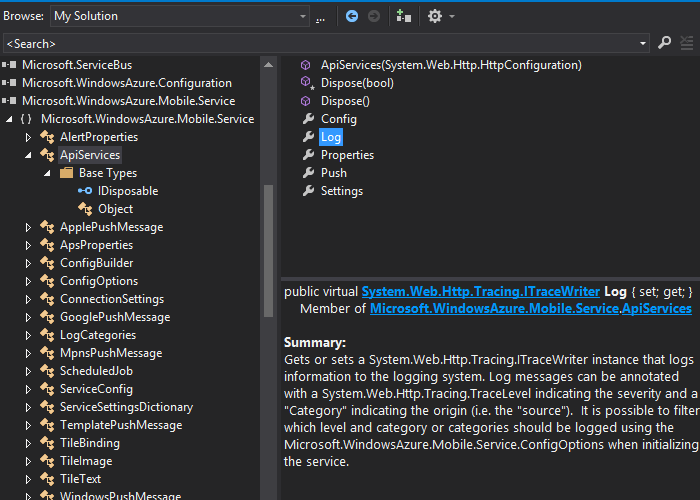 Browse: My Solution ...
<Search>
Microsoft.ServiceBus
Microsoft.WindowsAzure.Configuration
Microsoft.WindowsAzure.Mobile.Service
{ } Microsoft.WindowsAzure.Mobile.Service
AlertProperties
ApiServices
Base Types
IDisposable
Object
ApplePushMessage
ApsProperties
ConfigBuilder
ConfigOptions
ConnectionSettings
GooglePushMessage
LogCategories
MpnsPushMessage
ScheduledJob
ServiceConfig
ServiceSettingsDictionary
TemplatePushMessage
TileBinding
TileImage
TileText
WindowsPushMessage
ApiServices(System.Web.Http.HttpConfiguration)
Dispose(bool)
Dispose()
Config
Log
Properties
Push
Settings
public virtual System.Web.Http.Tracing.ITraceWriter Log { set; get; }
Member of Microsoft.WindowsAzure.Mobile.Service.ApiServices
Summary:
Gets or sets a System.Web.Http.Tracing.ITraceWriter instance that logs
information to the logging system. Log messages can be annotated
with a System.Web.Http.Tracing.TraceLevel indicating the severity and a
"Category" indicating the origin (i.e. the "source").  It is possible to filter
which level and category or categories should be logged using the
Microsoft.WindowsAzure.Mobile.Service.ConfigOptions when initializing
the service.